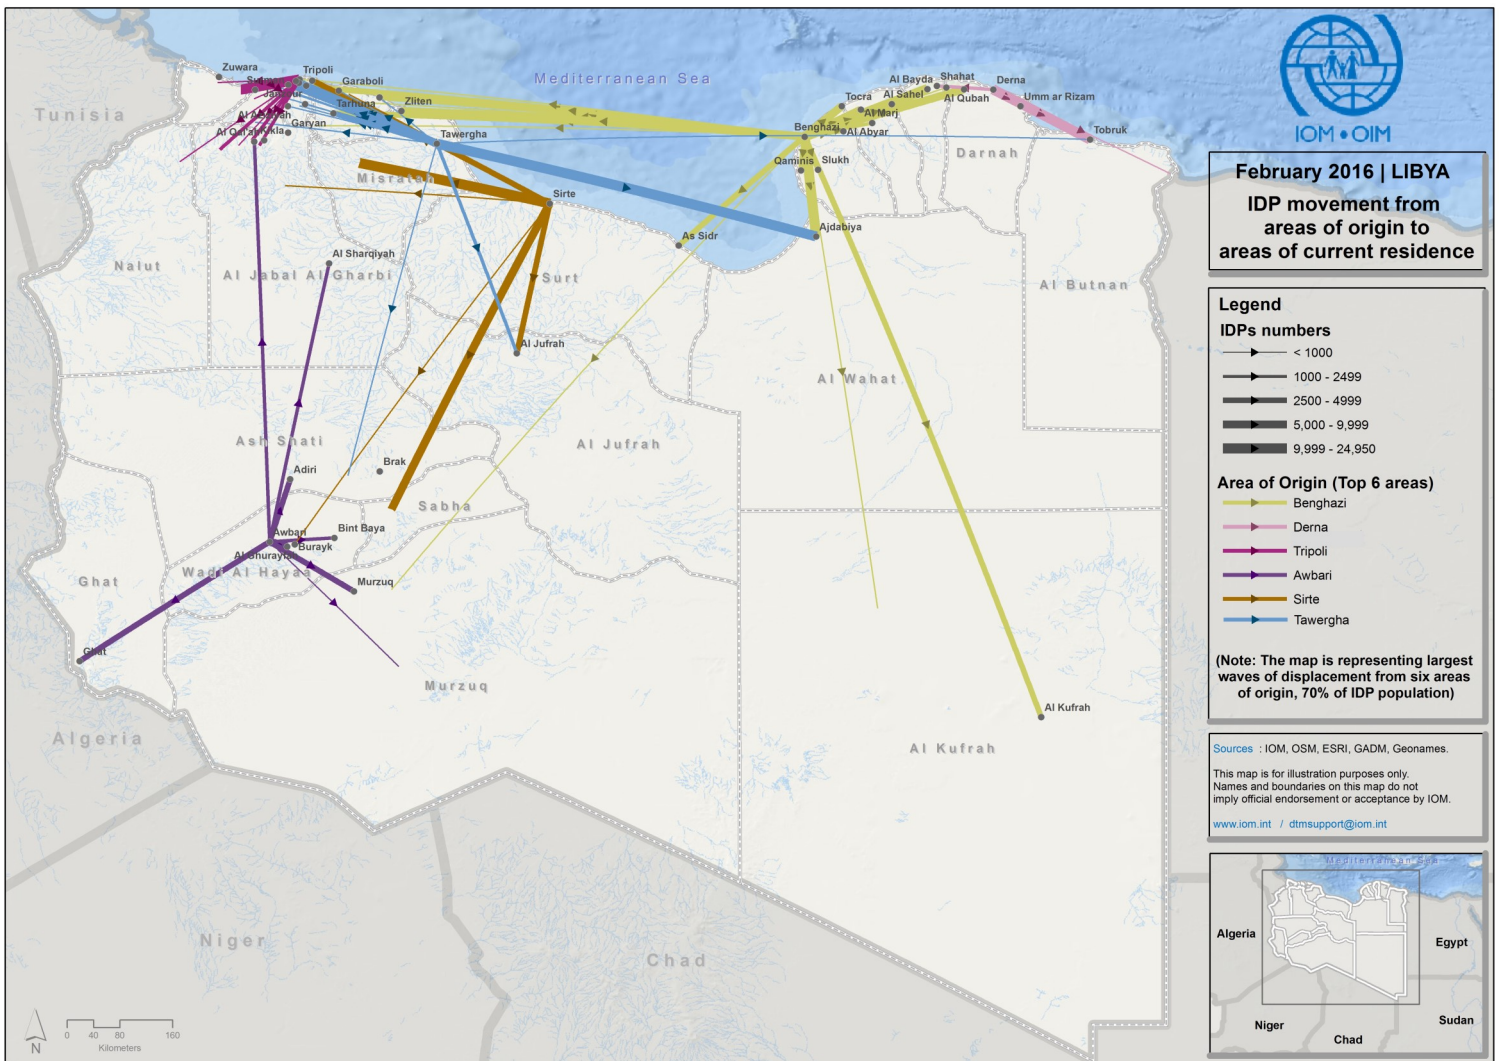 Mediterranean Sea
Zuwara
Tripoli
Garaboli
Zliten
Tarhuna
Garyan
Tawergha
Tunisia
Misratah
Sirte
Al Bayda
Shahat
Derna
Al Sahel
Al Qubah
Umm ar Rizam
Tocra
Al Marj
Benghazi
Al Abyar
Tobruk
Qaminis
Slukh
Darnah
As Sidr
Ajdabiya
Al Sharqiyah
Nalut
Al Jabal Al Gharbi
Surt
Al Butnan
Al Jufrah
Al Wahat
Ash Shati
Al Jufrah
Brak
Adiri
Sabha
Awbari
Bint Baya
Burayk
Ghat
Wadi Al Hayaa
Murzuq
Ghat
Murzuq
Al Kufrah
Al Kufrah
Algeria
Niger
Chad
N
0 40 80 160
Kilometers
IOM • OIM
February 2016 | LIBYA
IDP movement from
areas of origin to
areas of current residence
Legend
IDPs numbers
< 1000
1000 - 2499
2500 - 4999
5,000 - 9,999
9,999 - 24,950
Area of Origin (Top 6 areas)
Benghazi
Derna
Tripoli
Awbari
Sirte
Tawergha
(Note: The map is representing largest
waves of displacement from six areas
of origin, 70% of IDP population)
Sources : IOM, OSM, ESRI, GADM, Geonames.
This map is for illustration purposes only.
Names and boundaries on this map do not
imply official endorsement or acceptance by IOM.
www.iom.int / dtmsupport@iom.int
Mediterranean Sea
Algeria
Egypt
Niger
Chad
Sudan